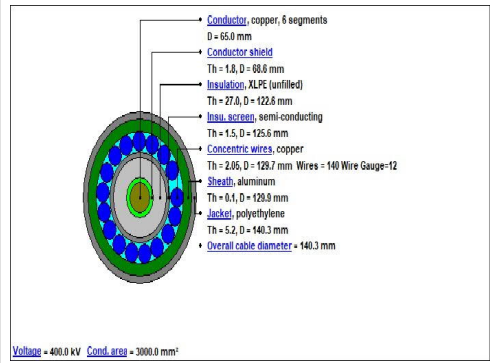 Conductor, copper, 6 segments
D = 65.0 mm
Conductor shield
Th = 1.8, D = 68.6 mm
Insulation, XLPE (unfilled)
Th = 27.0, D = 122.6 mm
Insu. screen, semi-conducting
Th = 1.5, D = 125.6 mm
Concentric wires, copper
Th = 2.05, D = 129.7 mm Wires = 140 Wire Gauge=12
Sheath, aluminum
Th = 0.1, D = 129.9 mm
Jacket, polyethylene
Th = 5.2, D = 140.3 mm
Overall cable diameter = 140.3 mm
Voltage = 400.0 kV Cond. area = 3000.0 mm²